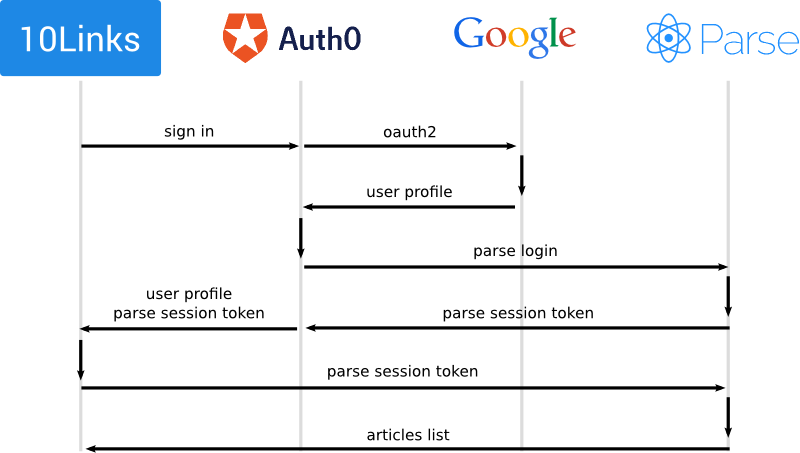 10Links
Auth0
Google
Parse
sign in
oauth2
user profile
parse login
user profile
parse session token
parse session token
parse session token
articles list